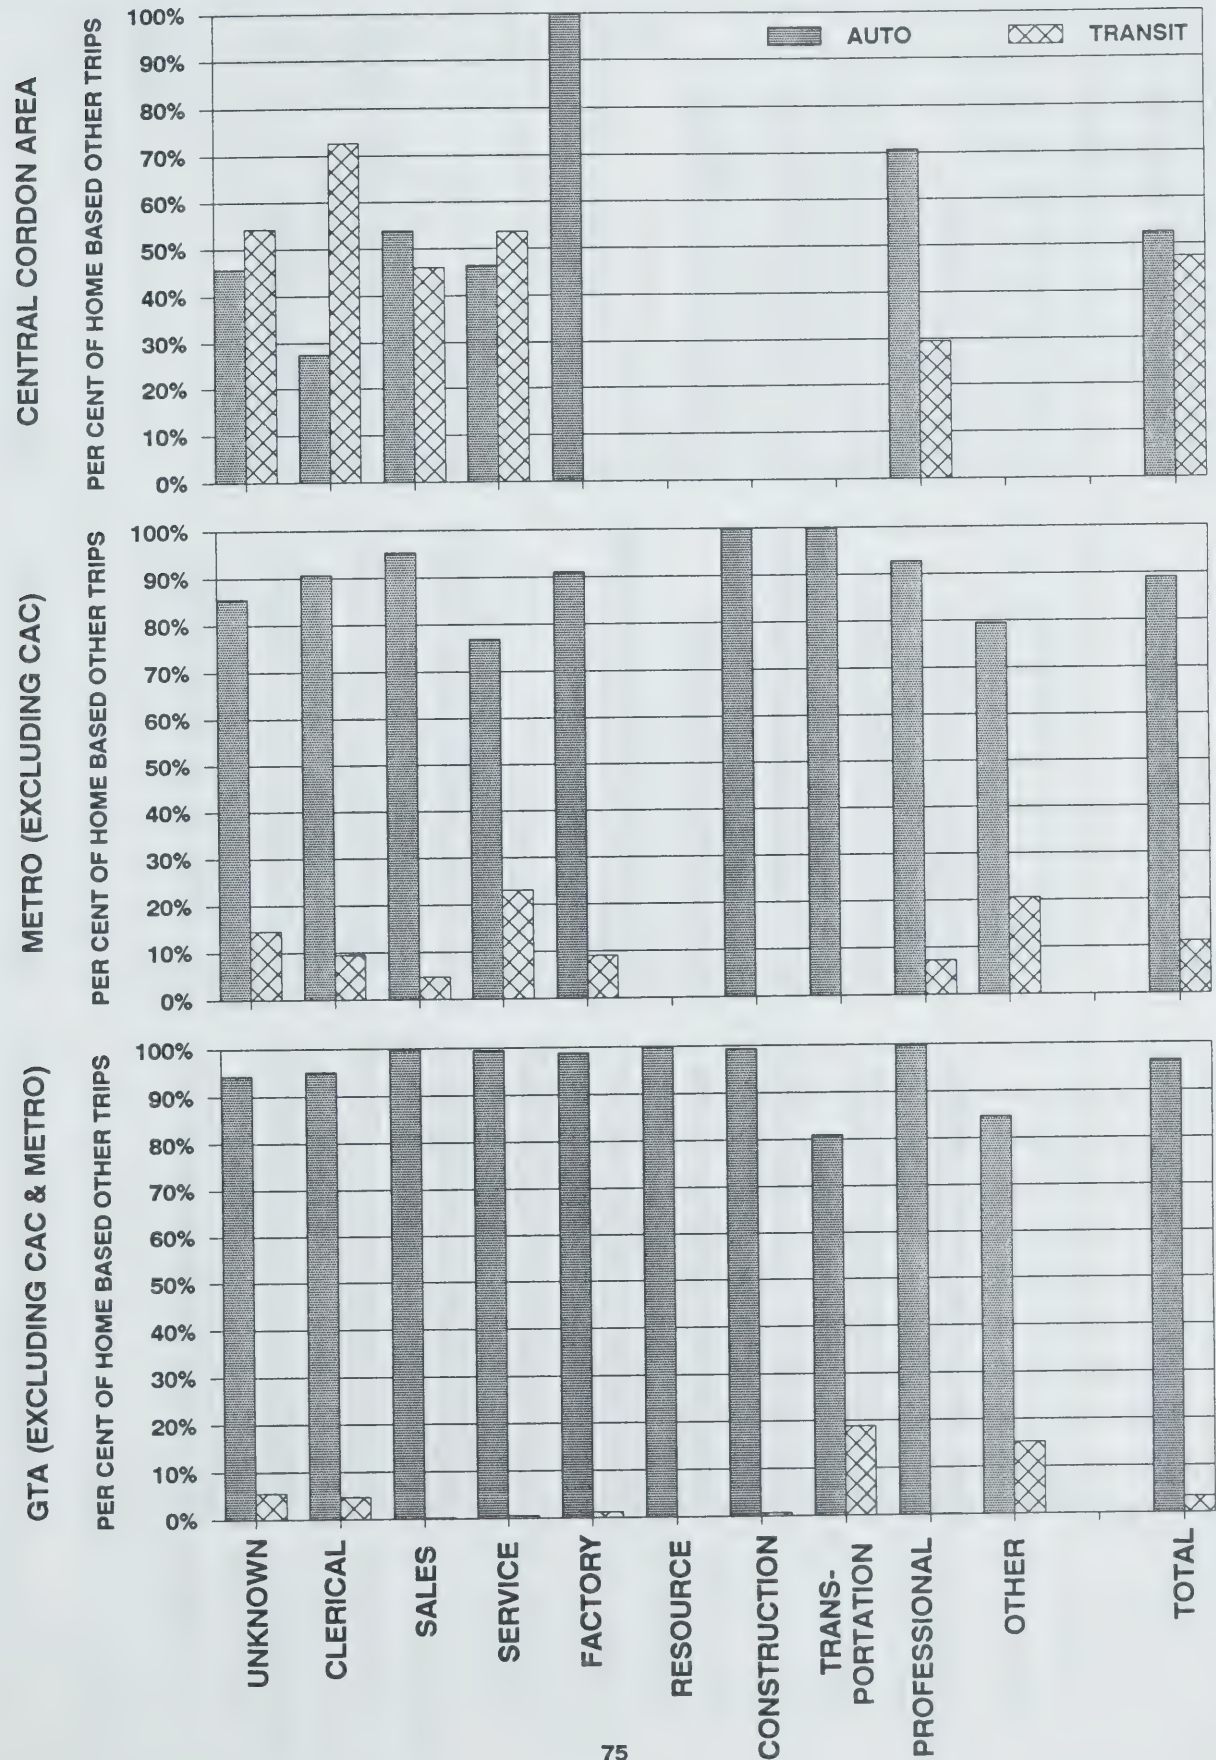 CENTRAL CORDON AREA
PER CENT OF HOME BASED OTHER TRIPS
AUTO
TRANSIT
100%
90%
80%
70%
60%
50%
40%
30%
20%
10%
0%
METRO (EXCLUDING CAC)
PER CENT OF HOME BASED OTHER TRIPS
100%
90%
80%
70%
60%
50%
40%
30%
20%
10%
0%
GTA (EXCLUDING CAC & METRO)
PER CENT OF HOME BASED OTHER TRIPS
100%
90%
80%
70%
60%
50%
40%
30%
20%
10%
0%
UNKNOWN
CLERICAL
SALES
SERVICE
FACTORY
RESOURCE
CONSTRUCTION
TRANS-
PORTATION
PROFESSIONAL
OTHER
TOTAL
75